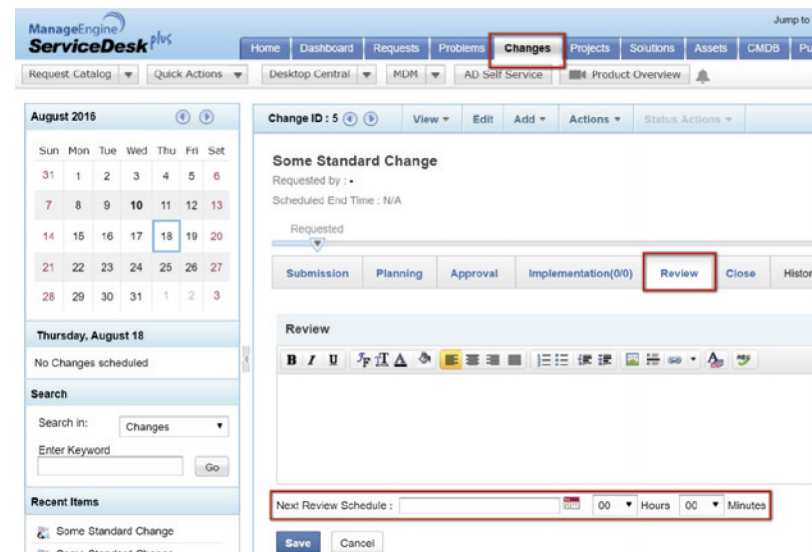 Jump to
ManageEngine
ServiceDesk Plus
Home Dashboard Requests Problems Changes Projects Solutions Assets CMDB Pu
Request Catalog Quick Actions Desktop Central MDM AD Self Service Product Overview
August 2016
Sun Mon Tue Wed Thu Fri Sat
31 1 2 3 4 5 6
7 8 9 10 11 12 13
14 15 16 17 18 19 20
21 22 23 24 25 26 27
28 29 30 31 1 2 3
Thursday, August 18
No Changes scheduled
Search
Search in: Changes
Enter Keyword
Go
Recent Items
Some Standard Change
Some Standard Change
Change ID : 5 View Edit Add Actions Status Actions
Some Standard Change
Requested by : -
Scheduled End Time : N/A
Requested
Submission Planning Approval Implementation(0/0) Review Close Histor
Review
B I U
Next Review Schedule : 00 Hours 00 Minutes
Save Cancel